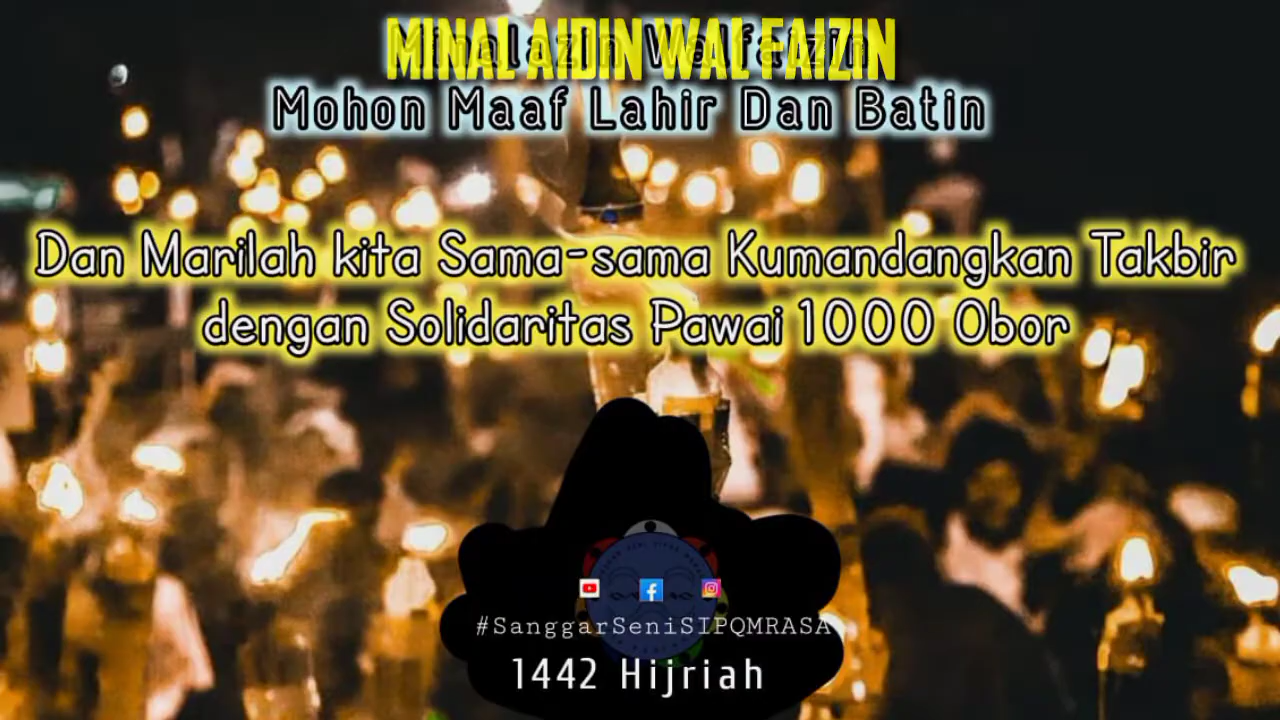 MINAL AIDIN WAL FAIZIN
Mohon Maaf Lahir Dan Batin
Dan Marilah kita Sama-sama Kumandangkan Takbir
dengan Solidaritas Pawai 1000 Obor
#SanggarSeniSIPQMRASA
1442 Hijriah